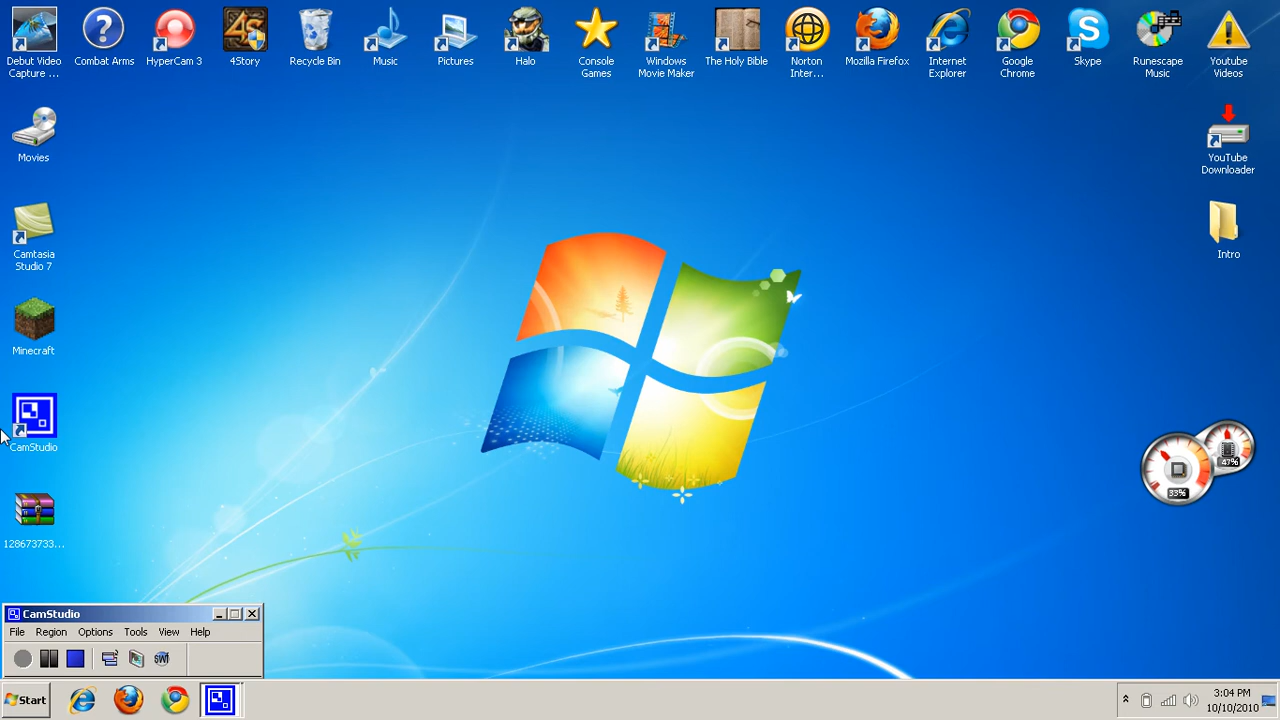 Debut Video
Capture ...
Combat Arms
HyperCam 3
4Story
Recycle Bin
Music
Pictures
Halo
Console
Games
Windows
Movie Maker
The Holy Bible
Norton
Inter...
Mozilla Firefox
Internet
Explorer
Google
Chrome
Skype
Runescape
Music
Youtube
Videos
Movies
YouTube
Downloader
Camtasia
Studio 7
Intro
Minecraft
CamStudio
43%
33%
128673733...
CamStudio
File Region Options Tools View Help
SWF
Start
3:04 PM
10/10/2010